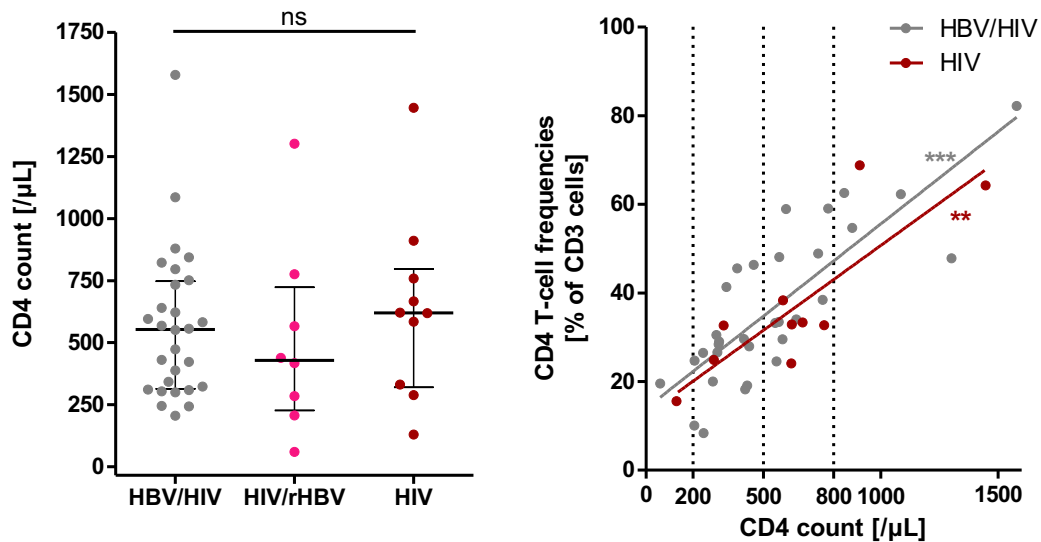 ns
1750
1500
1250
1000
750
500
250
0
CD4 count [/µL]
HBV/HIV
HIV/rHBV
HIV
HBV/HIV
HIV
100
80
60
40
20
0
CD4 T-cell frequencies
[% of CD3 cells]
***
**
0
200
500
800
1000
1500
CD4 count [/µL]